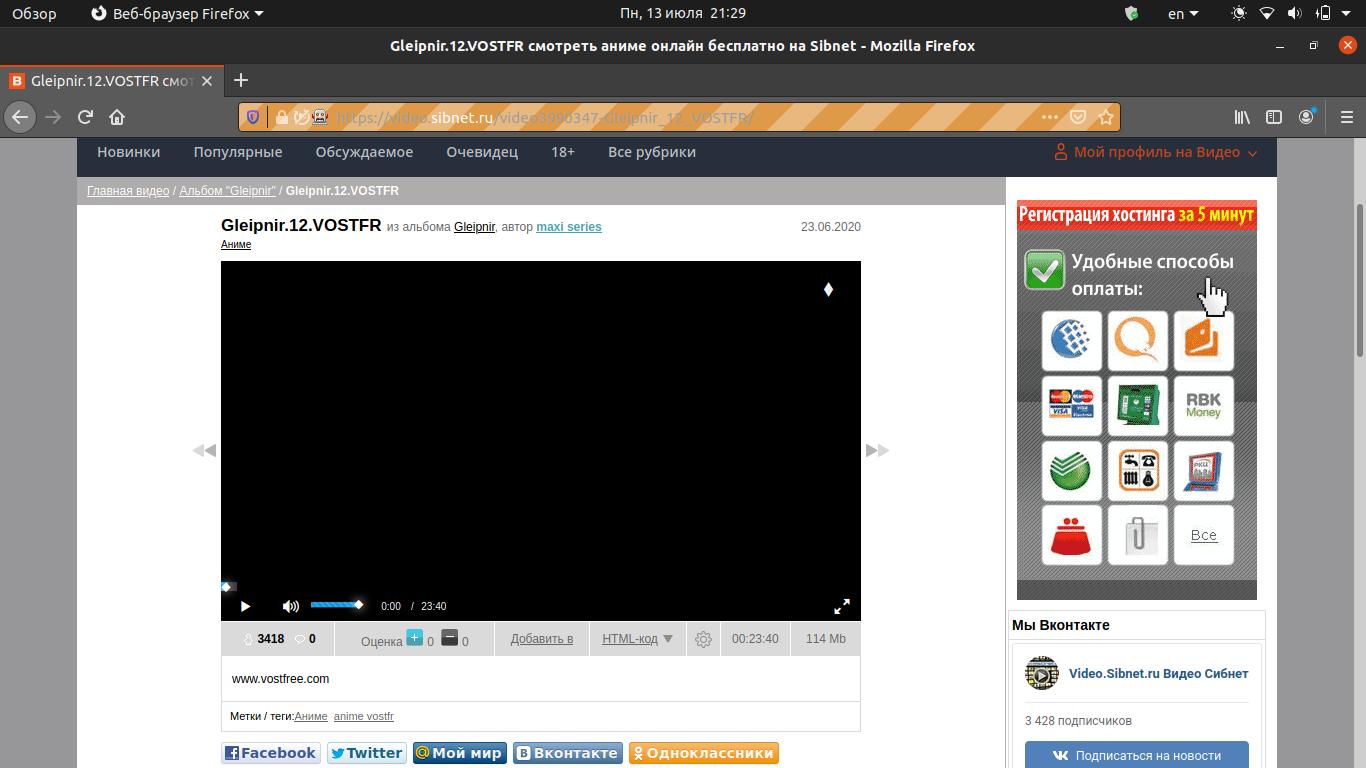 Обзор
Веб-браузер Firefox
Пн, 13 июля 21:29
en
Gleipnir.12.VOSTFR смотреть аниме онлайн бесплатно на Sibnet - Mozilla Firefox
B Gleipnir.12.VOSTFR смот
https://video.sibnet.ru/video3990347-Gleipnir_12_VOSTFR/
Новинки Популярные Обсуждаемое Очевидец 18+ Все рубрики Мой профиль на Видео
Главная видео / Альбом "Gleipnir" / Gleipnir.12.VOSTFR
Gleipnir.12.VOSTFR из альбома Gleipnir, автор maxi series 23.06.2020
Аниме
0:00 / 23:40
3418 0 Оценка + 0 − 0 Добавить в HTML-код 00:23:40 114 Mb
www.vostfree.com
Метки / теги:Аниме anime vostfr
Facebook Twitter @ Мой мир B Вконтакте Одноклассники
Регистрация хостинга за 5 минут
Удобные способы
оплаты:
RBK
Money
РКЦ
Все
Мы Вконтакте
Video.Sibnet.ru Видео Сибнет
3 428 подписчиков
Подписаться на новости